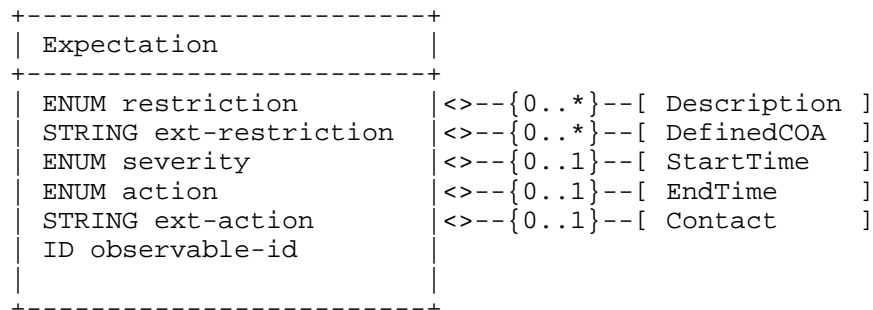 +-------------------------+
| Expectation             |
+-------------------------+
| ENUM restriction        |<>--{0..*}--[ Description ]
| STRING ext-restriction  |<>--{0..*}--[ DefinedCOA  ]
| ENUM severity           |<>--{0..1}--[ StartTime   ]
| ENUM action             |<>--{0..1}--[ EndTime     ]
| STRING ext-action       |<>--{0..1}--[ Contact     ]
| ID observable-id        |
|                         |
+-------------------------+